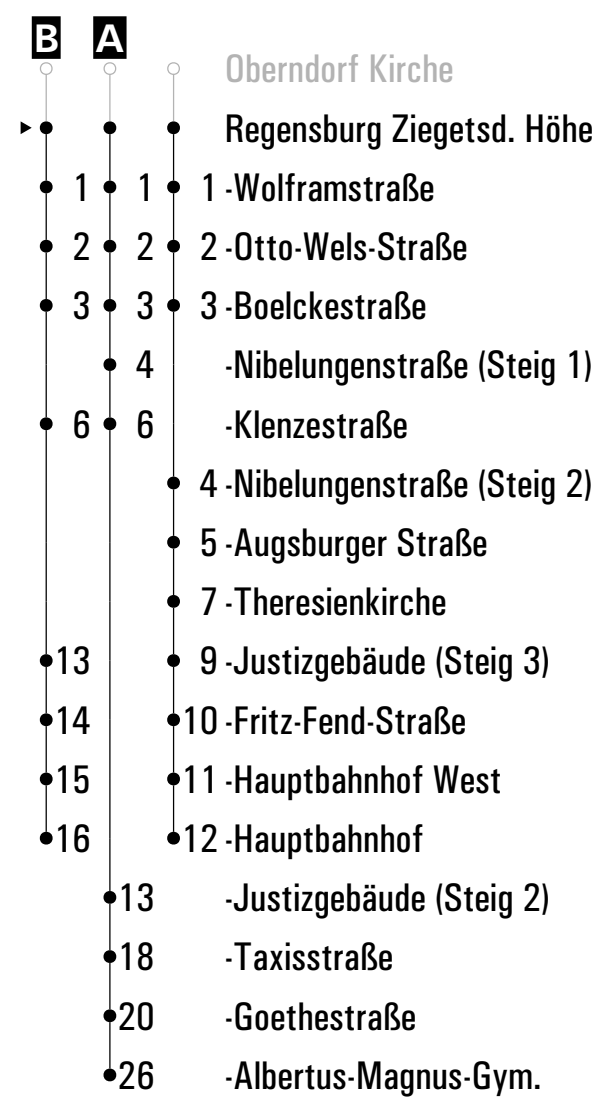 B A
Oberndorf Kirche
Regensburg Ziegetsd. Höhe
1 1 1 -Wolframstraße
2 2 2 -Otto-Wels-Straße
3 3 3 -Boelckestraße
4 -Nibelungenstraße (Steig 1)
6 6 -Klenzestraße
4 -Nibelungenstraße (Steig 2)
5 -Augsburger Straße
7 -Theresienkirche
13 9 -Justizgebäude (Steig 3)
14 10 -Fritz-Fend-Straße
15 11 -Hauptbahnhof West
16 12 -Hauptbahnhof
13 -Justizgebäude (Steig 2)
18 -Taxisstraße
20 -Goethestraße
26 -Albertus-Magnus-Gym.